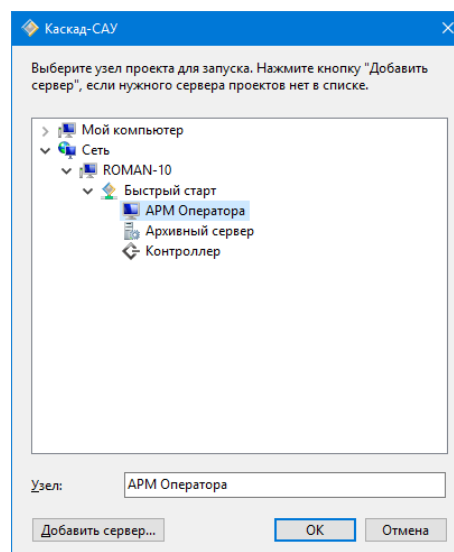 Каскад-САУ
Выберите узел проекта для запуска. Нажмите кнопку "Добавить
сервер", если нужного сервера проектов нет в списке.
Мой компьютер
Сеть
ROMAN-10
Быстрый старт
АРМ Оператора
Архивный сервер
Контроллер
Узел: АРМ Оператора
Добавить сервер... ОК Отмена